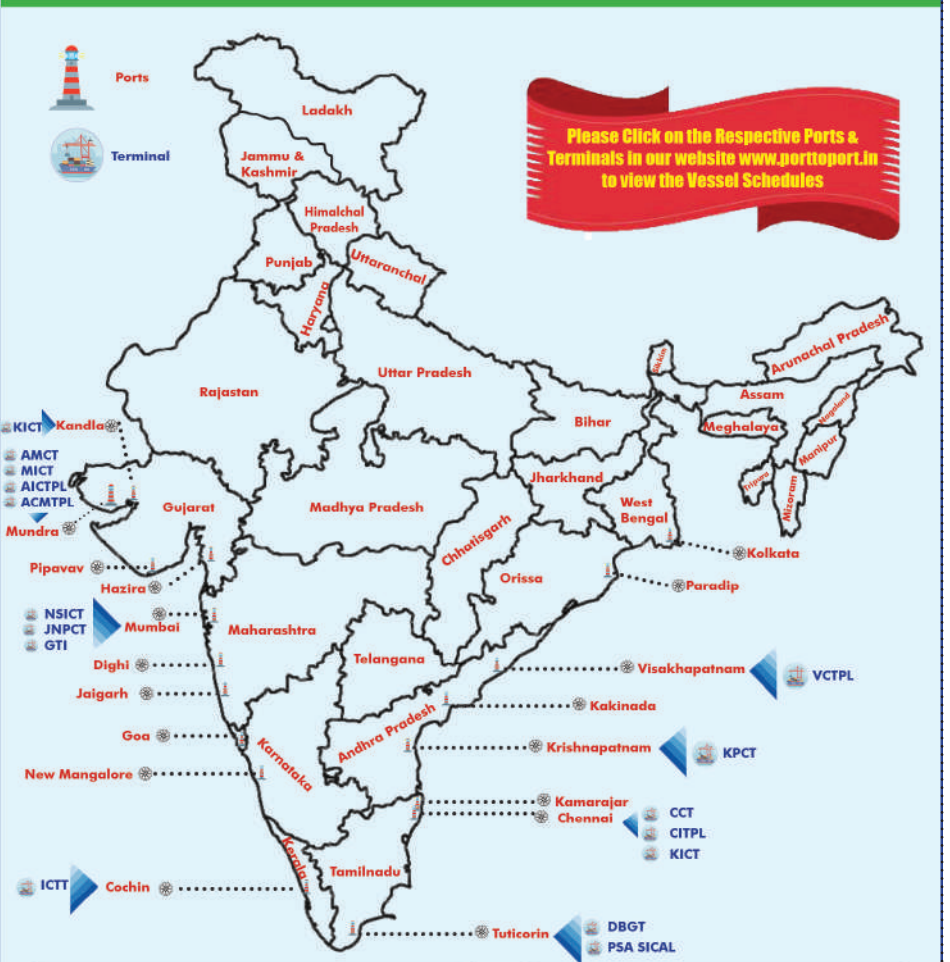 Ports
Terminal
Please Click on the Respective Ports &
Terminals in our website www.porttoport.in
to view the Vessel Schedules
Ladakh
Jammu &
Kashmir
Himalchal
Pradesh
Punjab
Uttaranchal
Haryana
Rajastan
Uttar Pradesh
Bihar
Sikkim
Arunachal Pradesh
Assam
Nagaland
Meghalaya
Manipur
Tripura
Mizoram
Jharkhand
West
Bengal
Gujarat
Madhya Pradesh
Chhatisgarh
Orissa
Maharashtra
Telangana
Andhra Pradesh
Karnataka
Kerala
Tamilnadu
KICT
Kandla
AMCT
MICT
AICTPL
ACMTPL
Mundra
Pipavav
Hazira
NSICT
JNPCT
GTI
Mumbai
Dighi
Jaigarh
Goa
New Mangalore
ICTT
Cochin
Kolkata
Paradip
Visakhapatnam
VCTPL
Kakinada
Krishnapatnam
KPCT
Kamarajar
Chennai
CCT
CITPL
KICT
Tuticorin
DBGT
PSA SICAL